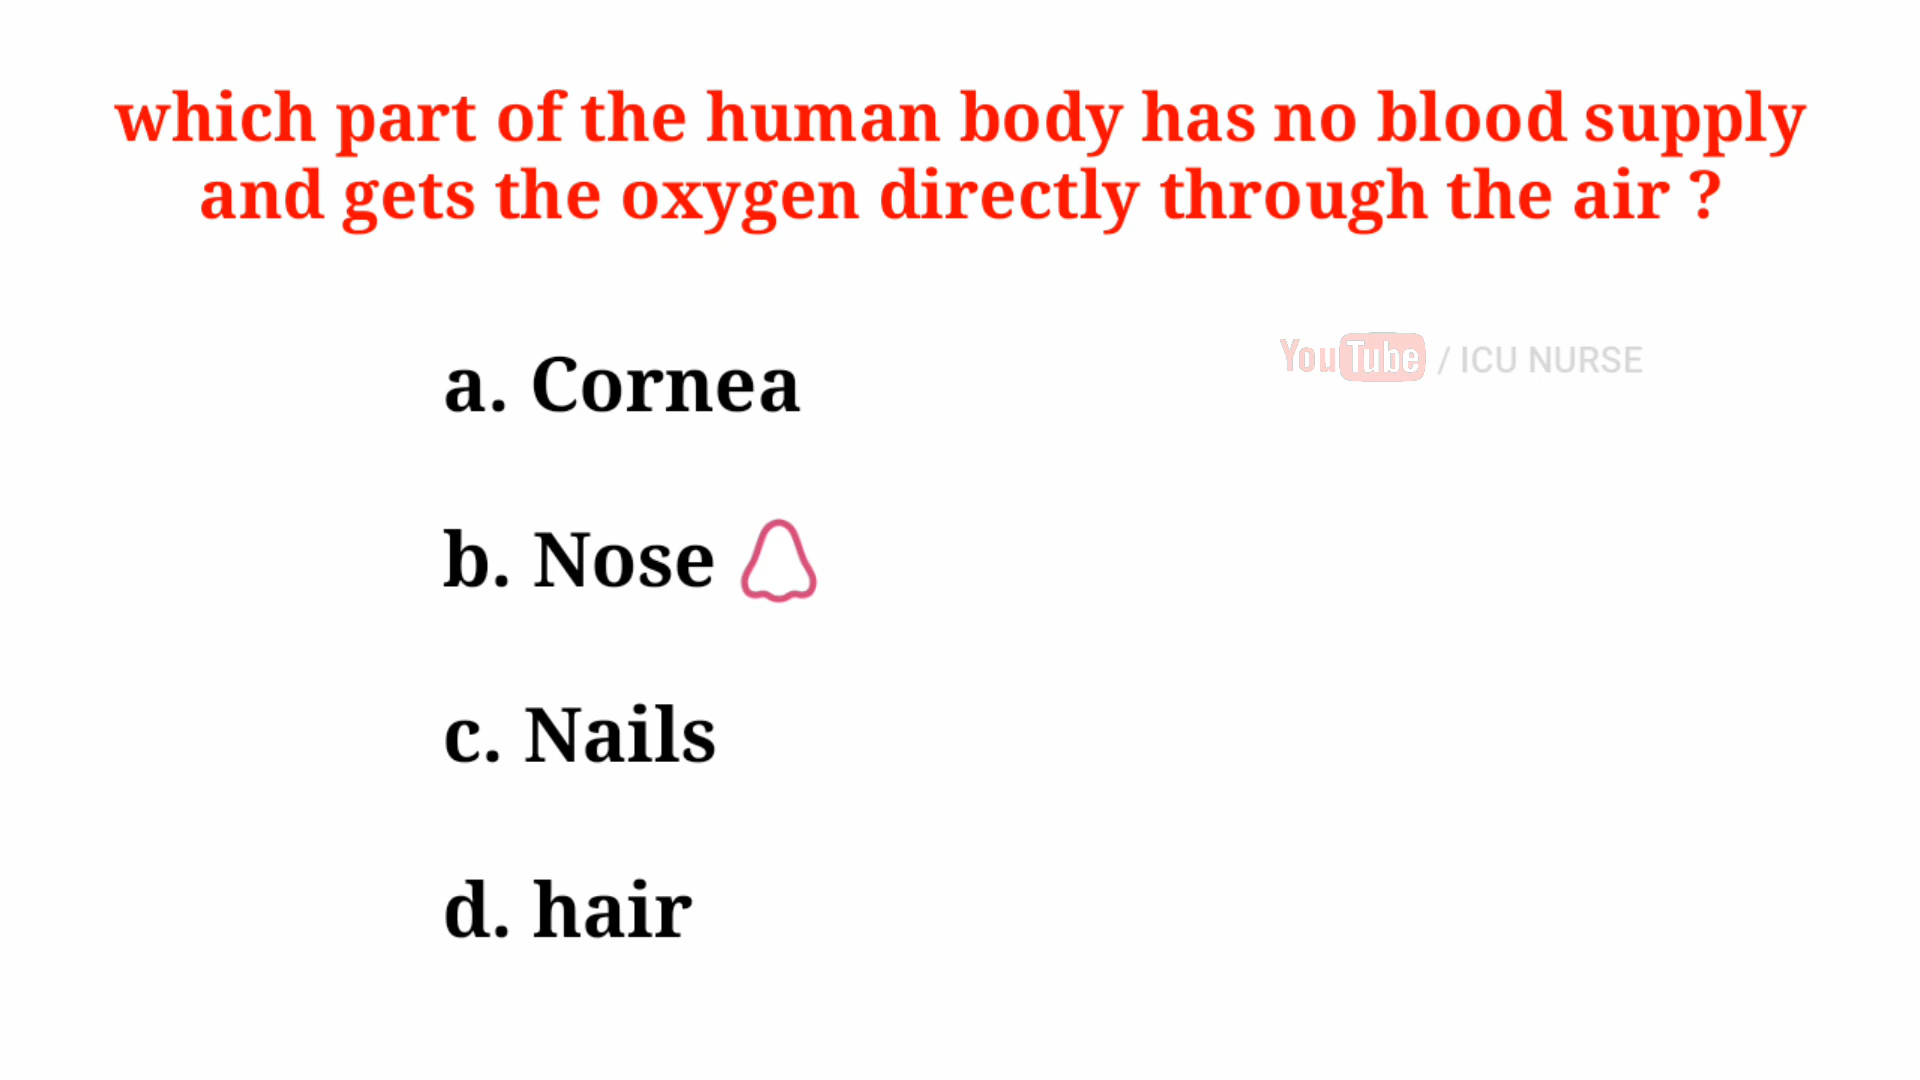 which part of the human body has no blood supply
and gets the oxygen directly through the air ?
a. Cornea
YouTube / ICU NURSE
b. Nose
c. Nails
d. hair